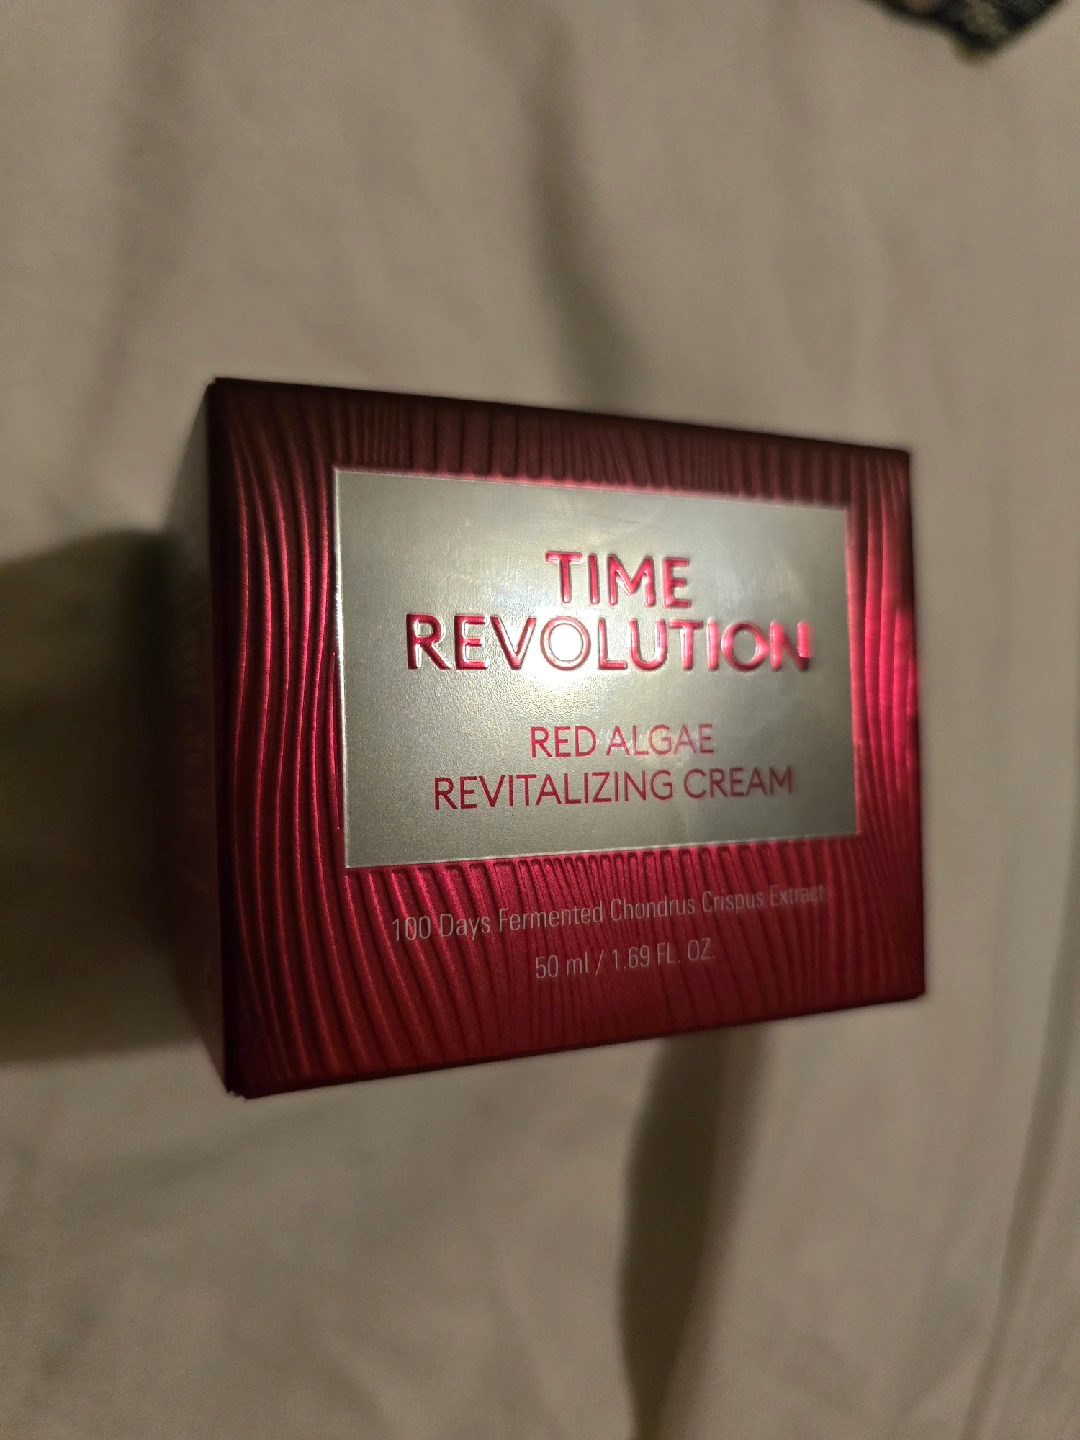 TIME
REVOLUTION
RED ALGAE
REVITALIZING CREAM
100 Days Fermented Chondrus Crispus Extract
50 ml / 1.69 FL. OZ.